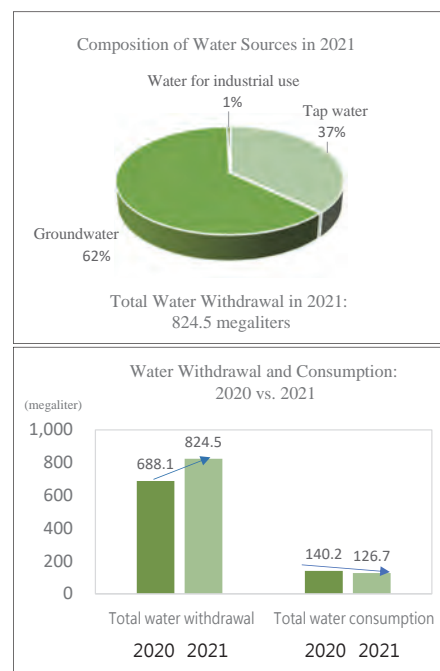 Composition of Water Sources in 2021
Water for industrial use
1%
Tap water
37%
Groundwater
62%
Total Water Withdrawal in 2021:
824.5 megaliters
Water Withdrawal and Consumption:
2020 vs. 2021
(megaliter)
1,000
800
600
400
200
0
688.1
824.5
140.2
126.7
Total water withdrawal
Total water consumption
2020 2021
2020 2021